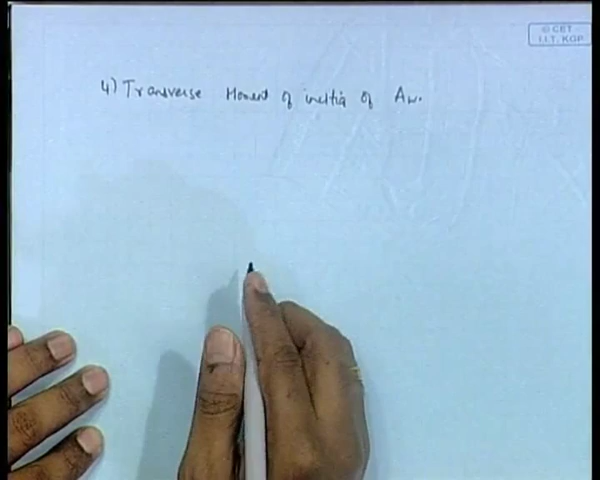 © CET
I.I.T. KGP
4) Transverse Moment of inertia of Aw.